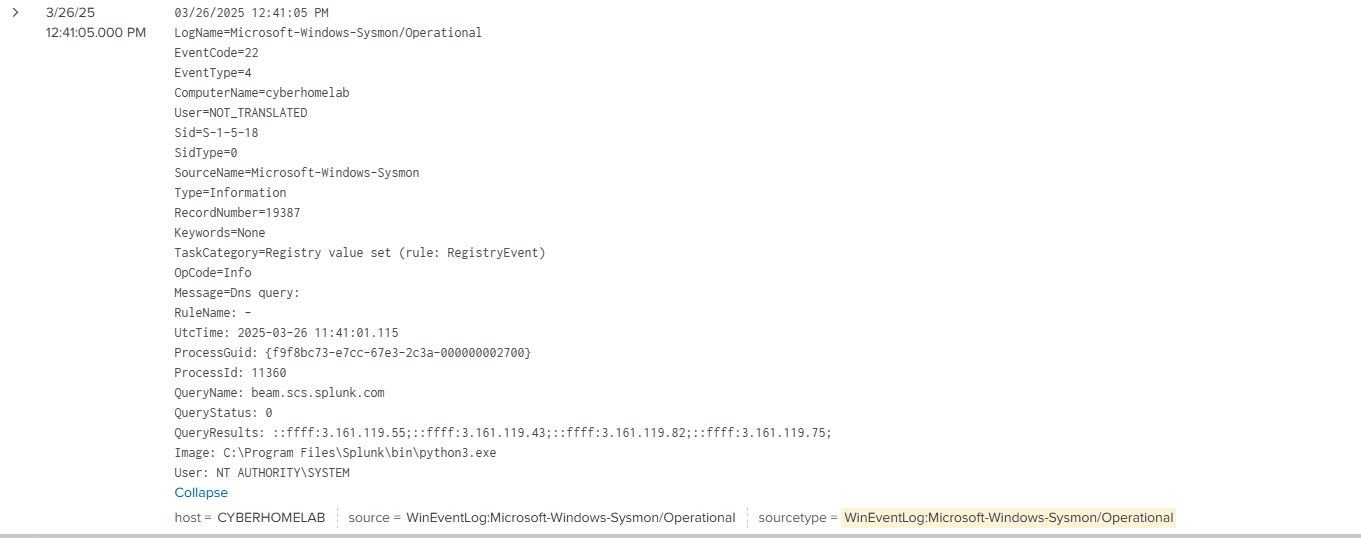 3/26/25 03/26/2025 12:41:05 PM
12:41:05.000 PM LogName=Microsoft-Windows-Sysmon/Operational
EventCode=22
EventType=4
ComputerName=cyberhomelab
User=NOT_TRANSLATED
Sid=S-1-5-18
SidType=0
SourceName=Microsoft-Windows-Sysmon
Type=Information
RecordNumber=19387
Keywords=None
TaskCategory=Registry value set (rule: RegistryEvent)
OpCode=Info
Message=Dns query:
RuleName: -
UtcTime: 2025-03-26 11:41:01.115
ProcessGuid: {f9f8bc73-e7cc-67e3-2c3a-000000002700}
ProcessId: 11360
QueryName: beam.scs.splunk.com
QueryStatus: 0
QueryResults: ::ffff:3.161.119.55;::ffff:3.161.119.43;::ffff:3.161.119.82;::ffff:3.161.119.75;
Image: C:\Program Files\Splunk\bin\python3.exe
User: NT AUTHORITY\SYSTEM
Collapse
host = CYBERHOMELAB source = WinEventLog:Microsoft-Windows-Sysmon/Operational sourcetype = WinEventLog:Microsoft-Windows-Sysmon/Operational